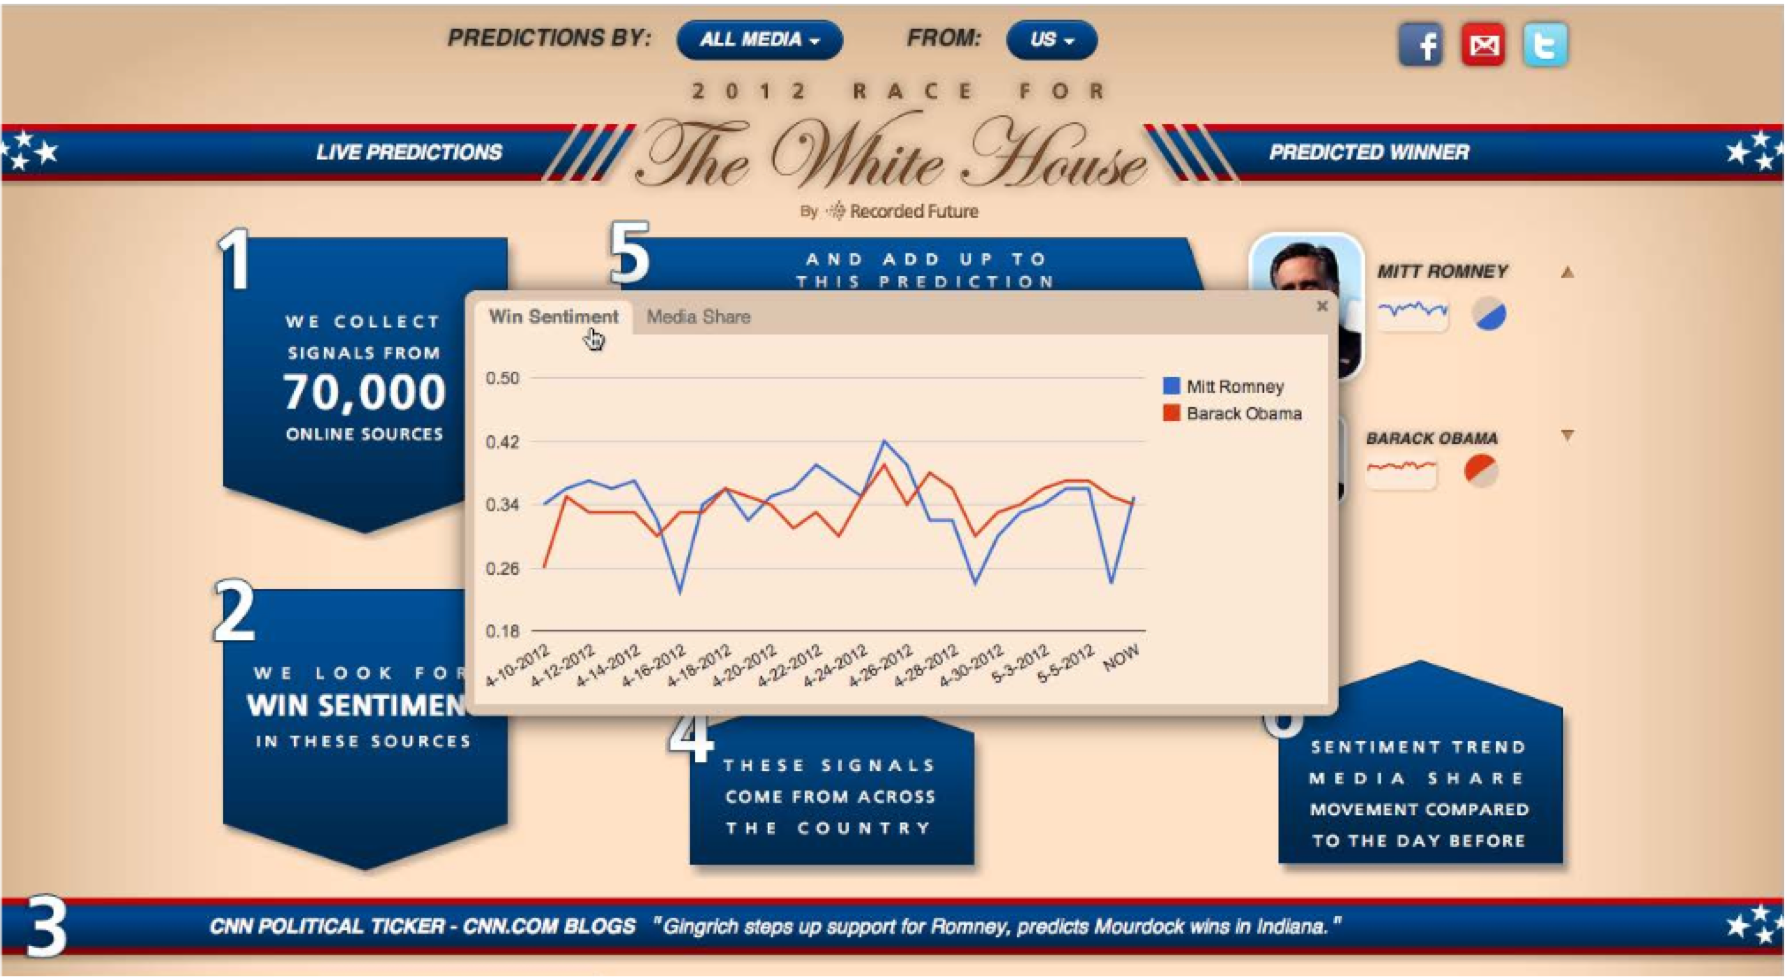 PREDICTIONS BY: ALL MEDIA FROM: US
2012 RACE FOR
The White House
By Recorded Future
LIVE PREDICTIONS
PREDICTED WINNER
1
WE COLLECT
SIGNALS FROM
70,000
ONLINE SOURCES
5
AND ADD UP TO
THIS PREDICTION
MITT ROMNEY
BARACK OBAMA
Win Sentiment Media Share ×
0.50
0.42
0.34
0.26
0.18
4-10-2012 4-12-2012 4-14-2012 4-16-2012 4-18-2012 4-20-2012 4-22-2012 4-24-2012 4-26-2012 4-28-2012 4-30-2012 5-3-2012 5-5-2012 NOW
Mitt Romney
Barack Obama
2
WE LOOK FOR
WIN SENTIMEN
IN THESE SOURCES
4
THESE SIGNALS
COME FROM ACROSS
THE COUNTRY
6
SENTIMENT TREND
MEDIA SHARE
MOVEMENT COMPARED
TO THE DAY BEFORE
3
CNN POLITICAL TICKER - CNN.COM BLOGS "Gingrich steps up support for Romney, predicts Mourdock wins in Indiana."